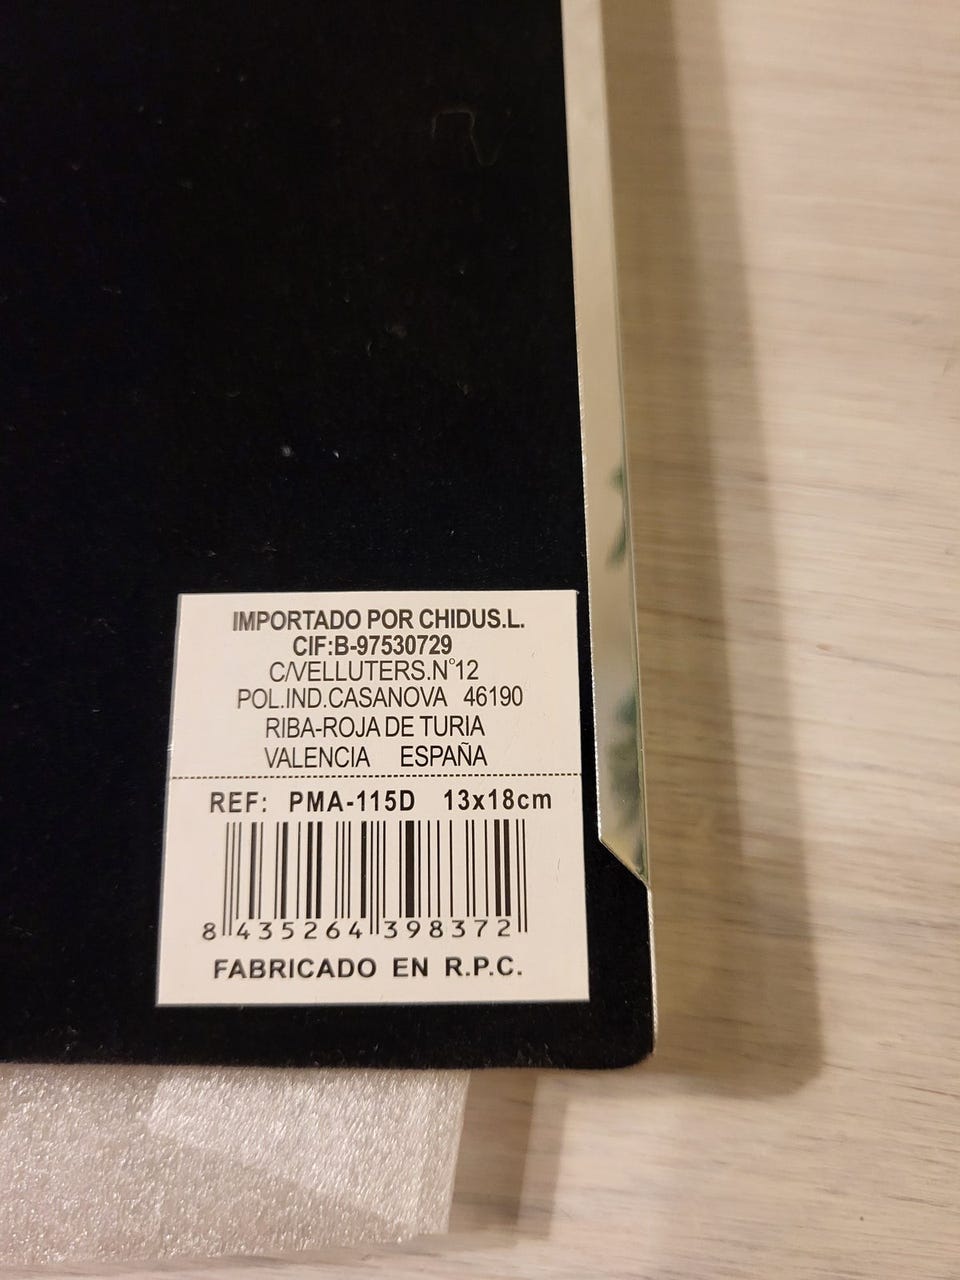 IMPORTADO POR CHIDUS.L.
CIF:B-97530729
C/VELLUTERS.Nº12
POL.IND.CASANOVA 46190
RIBA-ROJA DE TURIA
VALENCIA ESPAÑA
REF: PMA-115D 13x18cm
8 435264 398372
FABRICADO EN R.P.C.